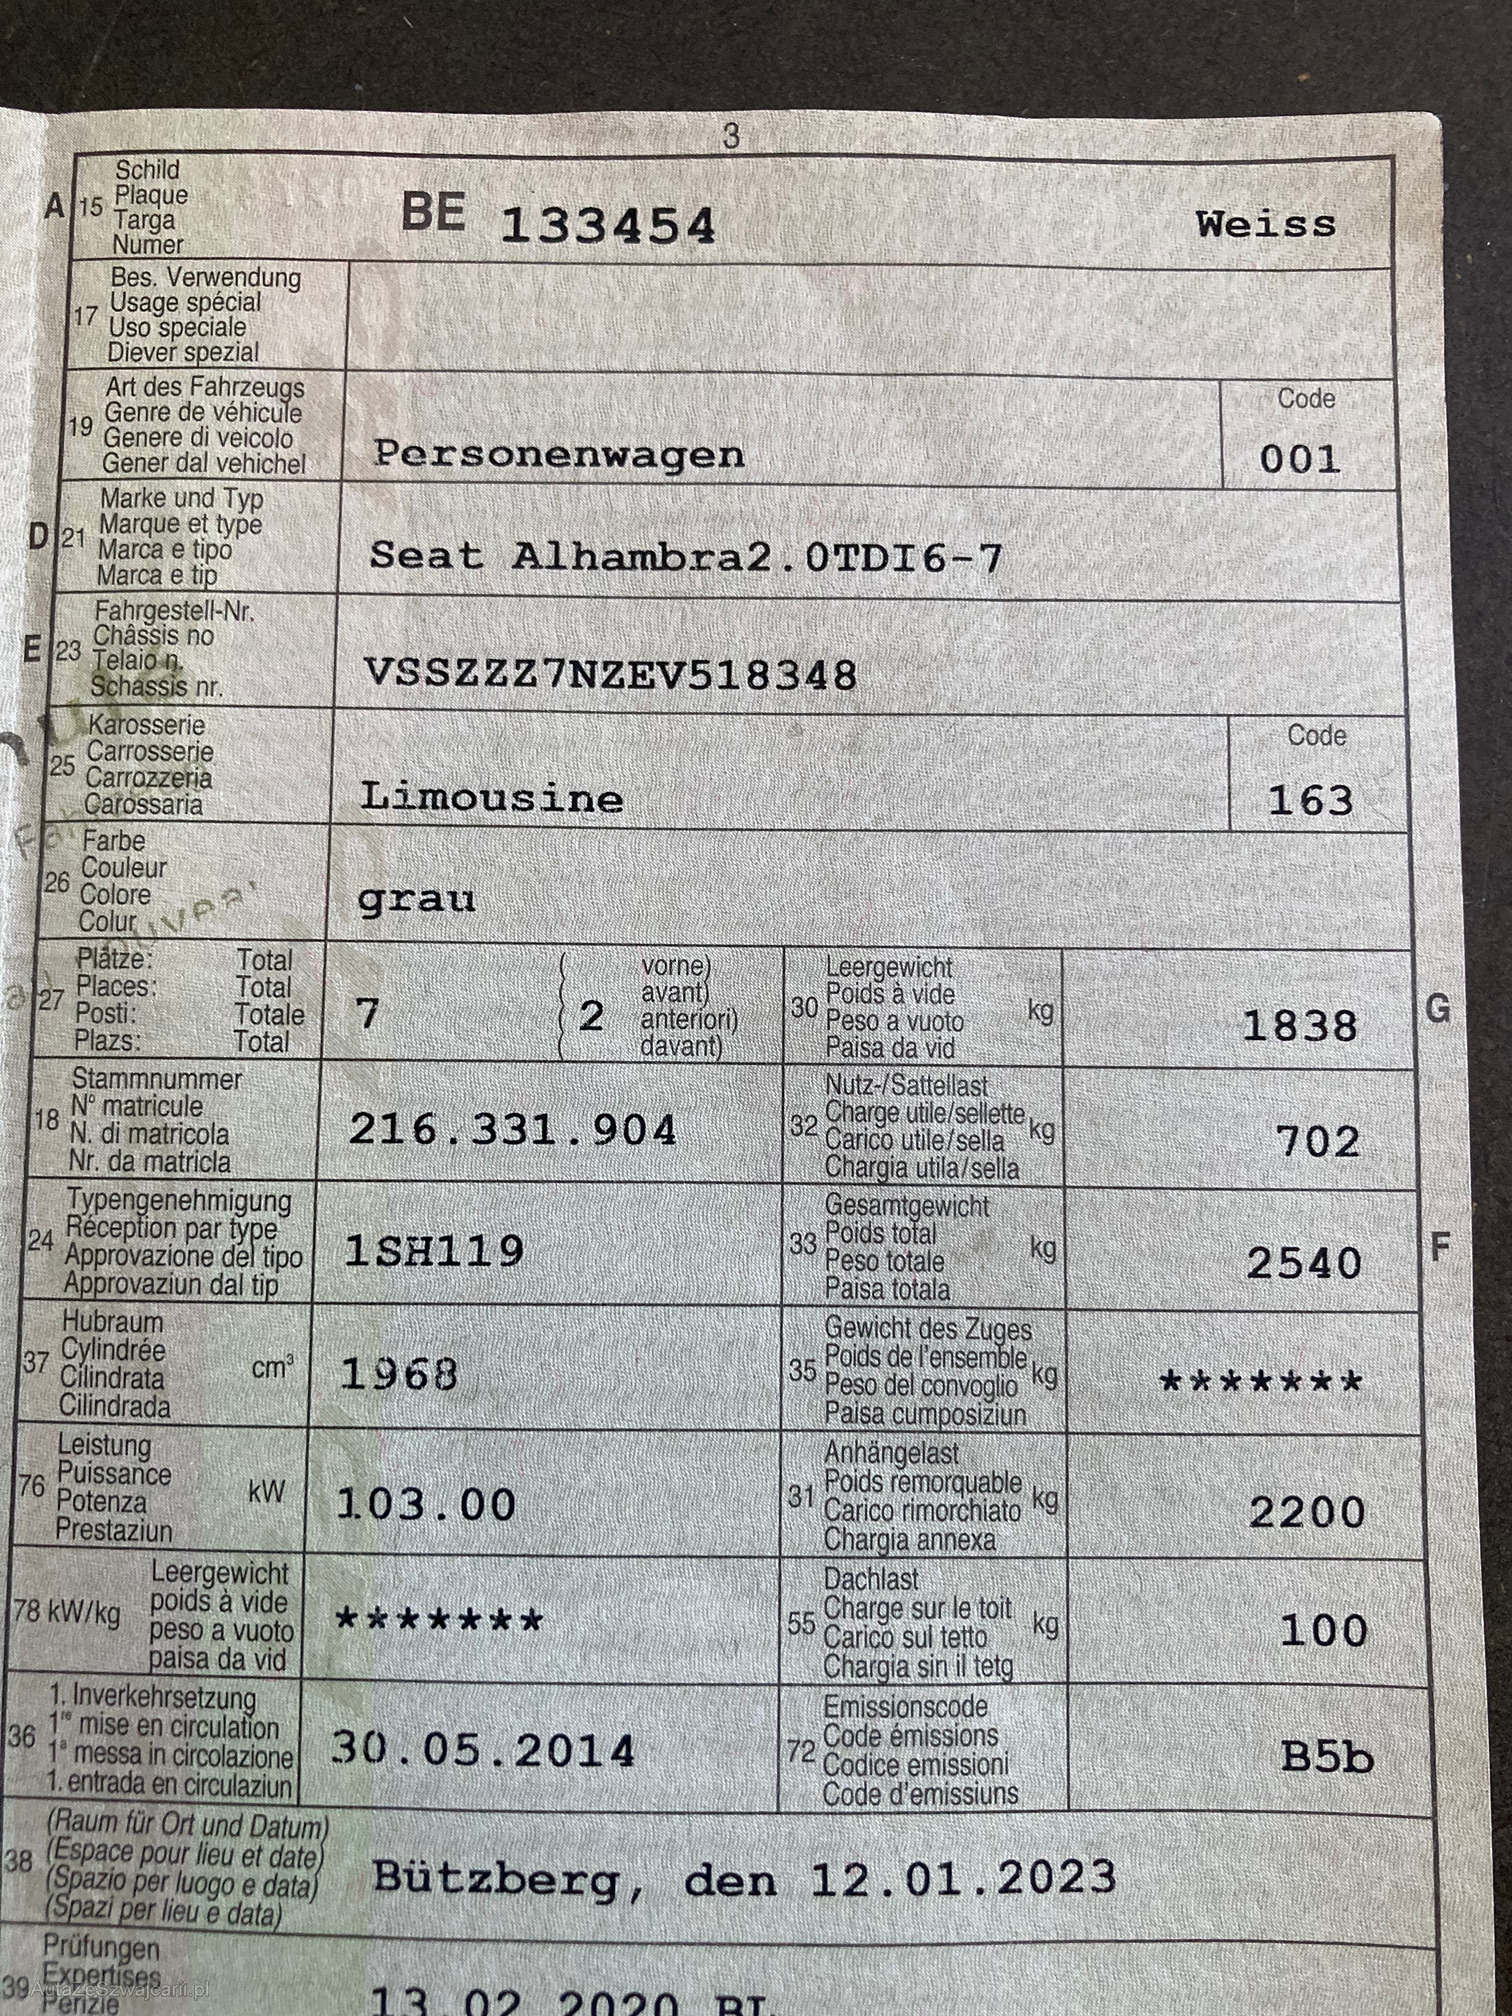 3
A 15 Schild
Plaque
Targa
Numer
BE 133454 Weiss
17 Bes. Verwendung
Usage spécial
Uso speciale
Diever spezial
19 Art des Fahrzeugs
Genre de véhicule
Genere di veicolo
Gener dal vehichel
Personenwagen
Code
001
D 21 Marke und Typ
Marque et type
Marca e tipo
Marca e tip
Seat Alhambra2.0TDI6-7
E 23 Fahrgestell-Nr.
Châssis no
Telaio n.
Schassis nr.
VSSZZZ7NZEV518348
25 Karosserie
Carrosserie
Carrozzeria
Carossaria
Limousine
Code
163
26 Farbe
Couleur
Colore
Colur
grau
27 Plätze: Total
Places: Total
Posti: Totale
Plazs: Total
7
( 2 vorne)
avant)
anteriori)
davant)
30 Leergewicht
Poids à vide
Peso a vuoto
Paisa da vid
kg
1838
G
18 Stammnummer
N° matricule
N. di matricola
Nr. da matricla
216.331.904
32 Nutz-/Sattellast
Charge utile/sellette
Carico utile/sella
Chargia utila/sella
kg
702
24 Typengenehmigung
Réception par type
Approvazione del tipo
Approvaziun dal tip
1SH119
33 Gesamtgewicht
Poids total
Peso totale
Paisa totala
kg
2540
F
37 Hubraum
Cylindrée
Cilindrata
Cilindrada
cm³
1968
35 Gewicht des Zuges
Poids de l'ensemble
Peso del convoglio
Paisa cumposiziun
kg
*******
76 Leistung
Puissance
Potenza
Prestaziun
kW
103.00
31 Anhängelast
Poids remorquable
Carico rimorchiato
Chargia annexa
kg
2200
78 kW/kg
Leergewicht
poids à vide
peso a vuoto
paisa da vid
*******
55 Dachlast
Charge sur le toit
Carico sul tetto
Chargia sin il tetg
kg
100
36 1. Inverkehrsetzung
1re mise en circulation
1a messa in circolazione
1. entrada en circulaziun
30.05.2014
72 Emissionscode
Code émissions
Codice emissioni
Code d'emissiuns
B5b
38 (Raum für Ort und Datum)
(Espace pour lieu et date)
(Spazio per luogo e data)
(Spazi per lieu e data)
Bützberg, den 12.01.2023
39 Prüfungen
Expertises
Perizie
13.02.2020 BL
AutazeSzwajcarii.pl